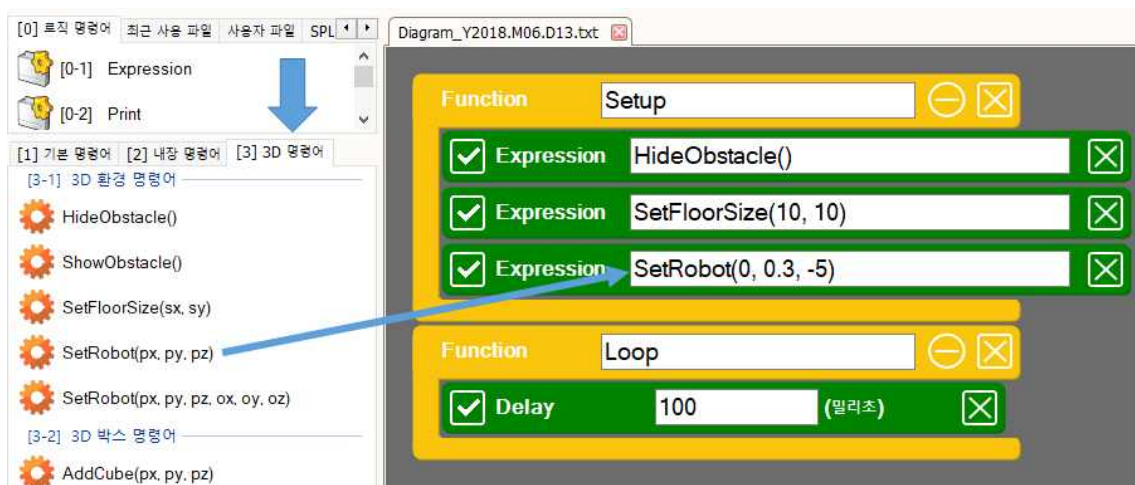 [0] 로직 명령어 최근 사용 파일 사용자 파일 SPL
[0-1] Expression
[0-2] Print
[1] 기본 명령어 [2] 내장 명령어 [3] 3D 명령어
[3-1] 3D 환경 명령어
HideObstacle()
ShowObstacle()
SetFloorSize(sx, sy)
SetRobot(px, py, pz)
SetRobot(px, py, pz, ox, oy, oz)
[3-2] 3D 박스 명령어
AddCube(px, py, pz)
Diagram_Y2018.M06.D13.txt
Function Setup
Expression HideObstacle()
Expression SetFloorSize(10, 10)
Expression SetRobot(0, 0.3, -5)
Function Loop
Delay 100 (밀리초)